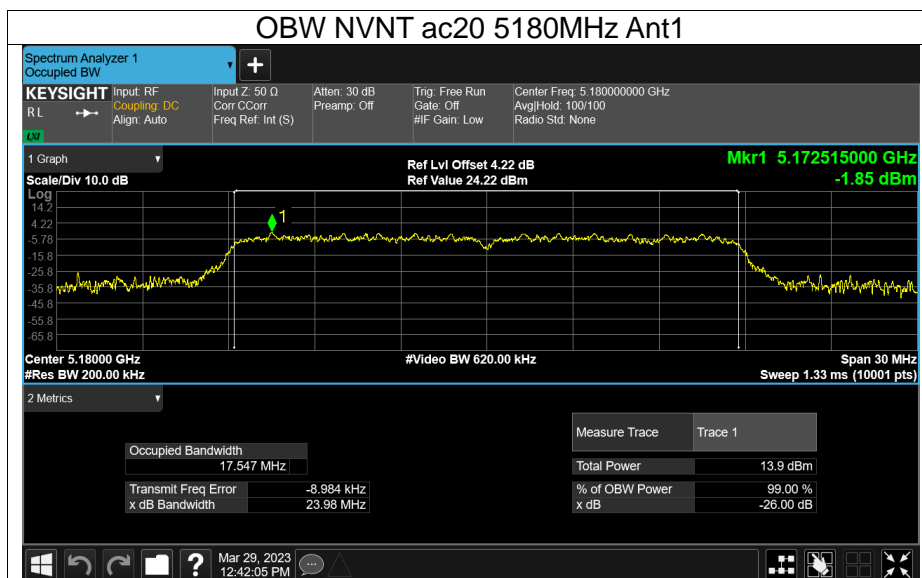 OBW NVNT ac20 5180MHz Ant1
Spectrum Analyzer 1
Occupied BW
KEYSIGHT
R L
LXI
Input: RF
Coupling: DC
Align: Auto
Input Z: 50 Ω
Corr CCorr
Freq Ref: Int (S)
Atten: 30 dB
Preamp: Off
Trig: Free Run
Gate: Off
#IF Gain: Low
Center Freq: 5.180000000 GHz
Avg|Hold: 100/100
Radio Std: None
1 Graph
Scale/Div 10.0 dB
Ref Lvl Offset 4.22 dB
Ref Value 24.22 dBm
Mkr1 5.172515000 GHz
-1.85 dBm
Log
14.2
4.22
-5.78
-15.8
-25.8
-35.8
-45.8
-55.8
-65.8
1
Center 5.18000 GHz
#Res BW 200.00 kHz
#Video BW 620.00 kHz
Span 30 MHz
Sweep 1.33 ms (10001 pts)
2 Metrics
Occupied Bandwidth
17.547 MHz
Transmit Freq Error -8.984 kHz
x dB Bandwidth 23.98 MHz
Measure Trace Trace 1
Total Power 13.9 dBm
% of OBW Power 99.00 %
x dB -26.00 dB
?
Mar 29, 2023
12:42:05 PM